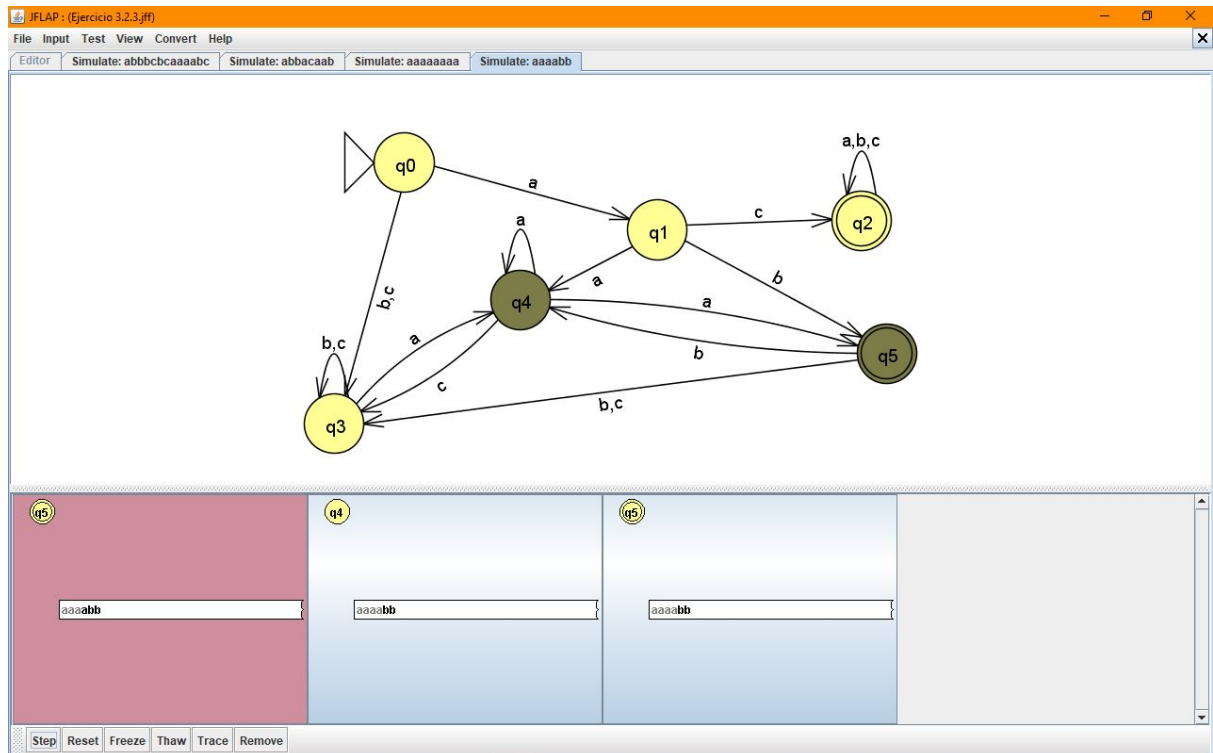 JFLAP : (Ejercicio 3.2.3.jff)
File Input Test View Convert Help
Editor Simulate: abbbcbcaaaabc Simulate: abbacaab Simulate: aaaaaaaa Simulate: aaaabb
a,b,c
q0
a
c
q2
a
q1
b
a
q4
a
b,c
b
q5
b,c
a
c
b,c
q3
q5 q4 q5
aaaabb aaaabb aaaabb
Step Reset Freeze Thaw Trace Remove